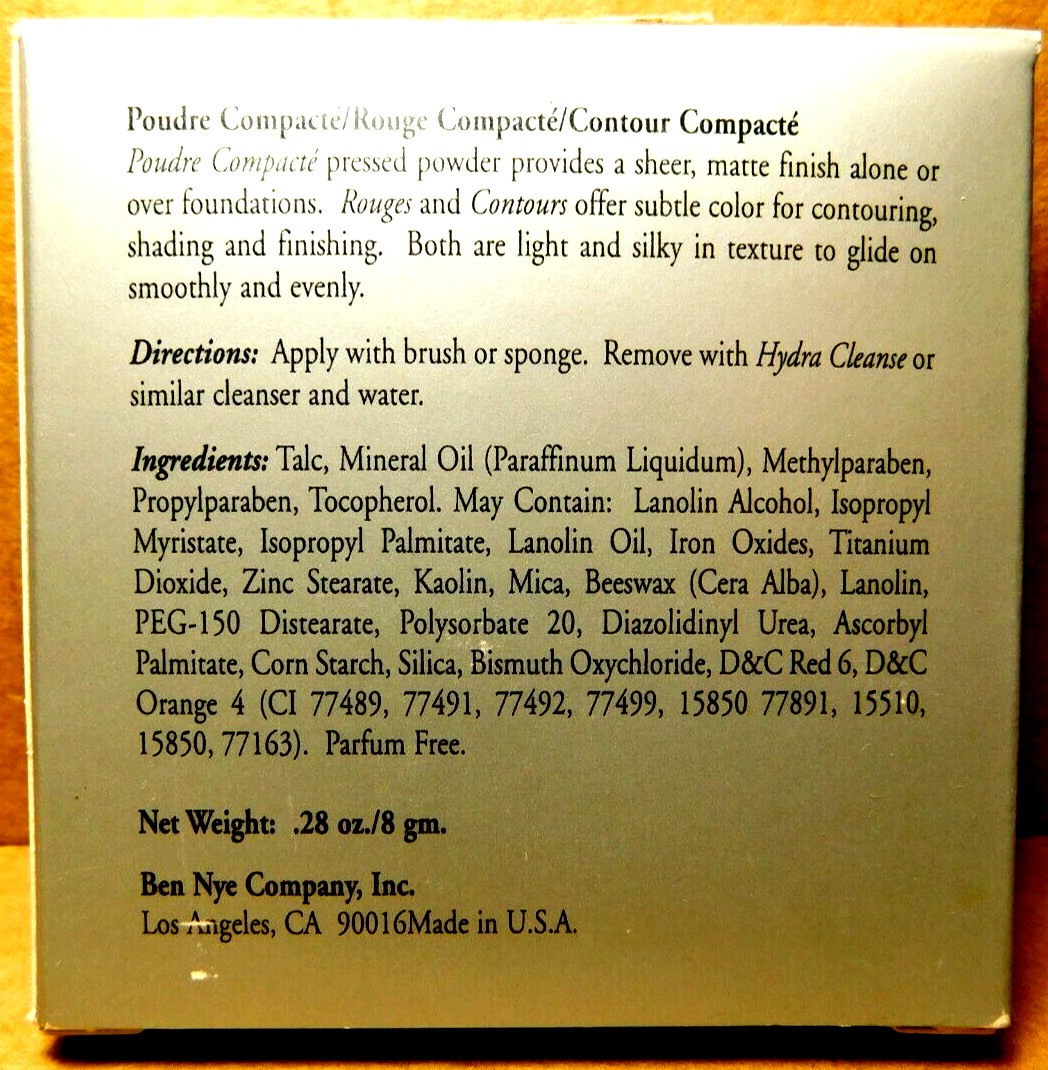 Poudre Compacté/Rouge Compacté/Contour Compacté
Poudre Compacté pressed powder provides a sheer, matte finish alone or
over foundations. Rouges and Contours offer subtle color for contouring,
shading and finishing. Both are light and silky in texture to glide on
smoothly and evenly.
Directions: Apply with brush or sponge. Remove with Hydra Cleanse or
similar cleanser and water.
Ingredients: Talc, Mineral Oil (Paraffinum Liquidum), Methylparaben,
Propylparaben, Tocopherol. May Contain: Lanolin Alcohol, Isopropyl
Myristate, Isopropyl Palmitate, Lanolin Oil, Iron Oxides, Titanium
Dioxide, Zinc Stearate, Kaolin, Mica, Beeswax (Cera Alba), Lanolin,
PEG-150 Distearate, Polysorbate 20, Diazolidinyl Urea, Ascorbyl
Palmitate, Corn Starch, Silica, Bismuth Oxychloride, D&C Red 6, D&C
Orange 4 (CI 77489, 77491, 77492, 77499, 15850 77891, 15510,
15850, 77163). Parfum Free.
Net Weight: .28 oz./8 gm.
Ben Nye Company, Inc.
Los Angeles, CA 90016Made in U.S.A.